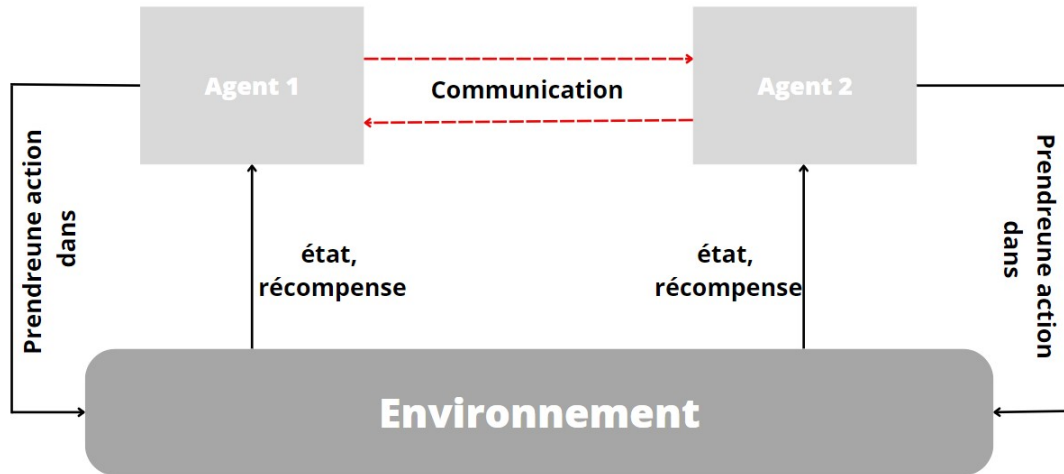 Agent 1
Communication
Agent 2
Prendreune action
dans
état,
récompense
état,
récompense
Prendreune action
dans
Environnement